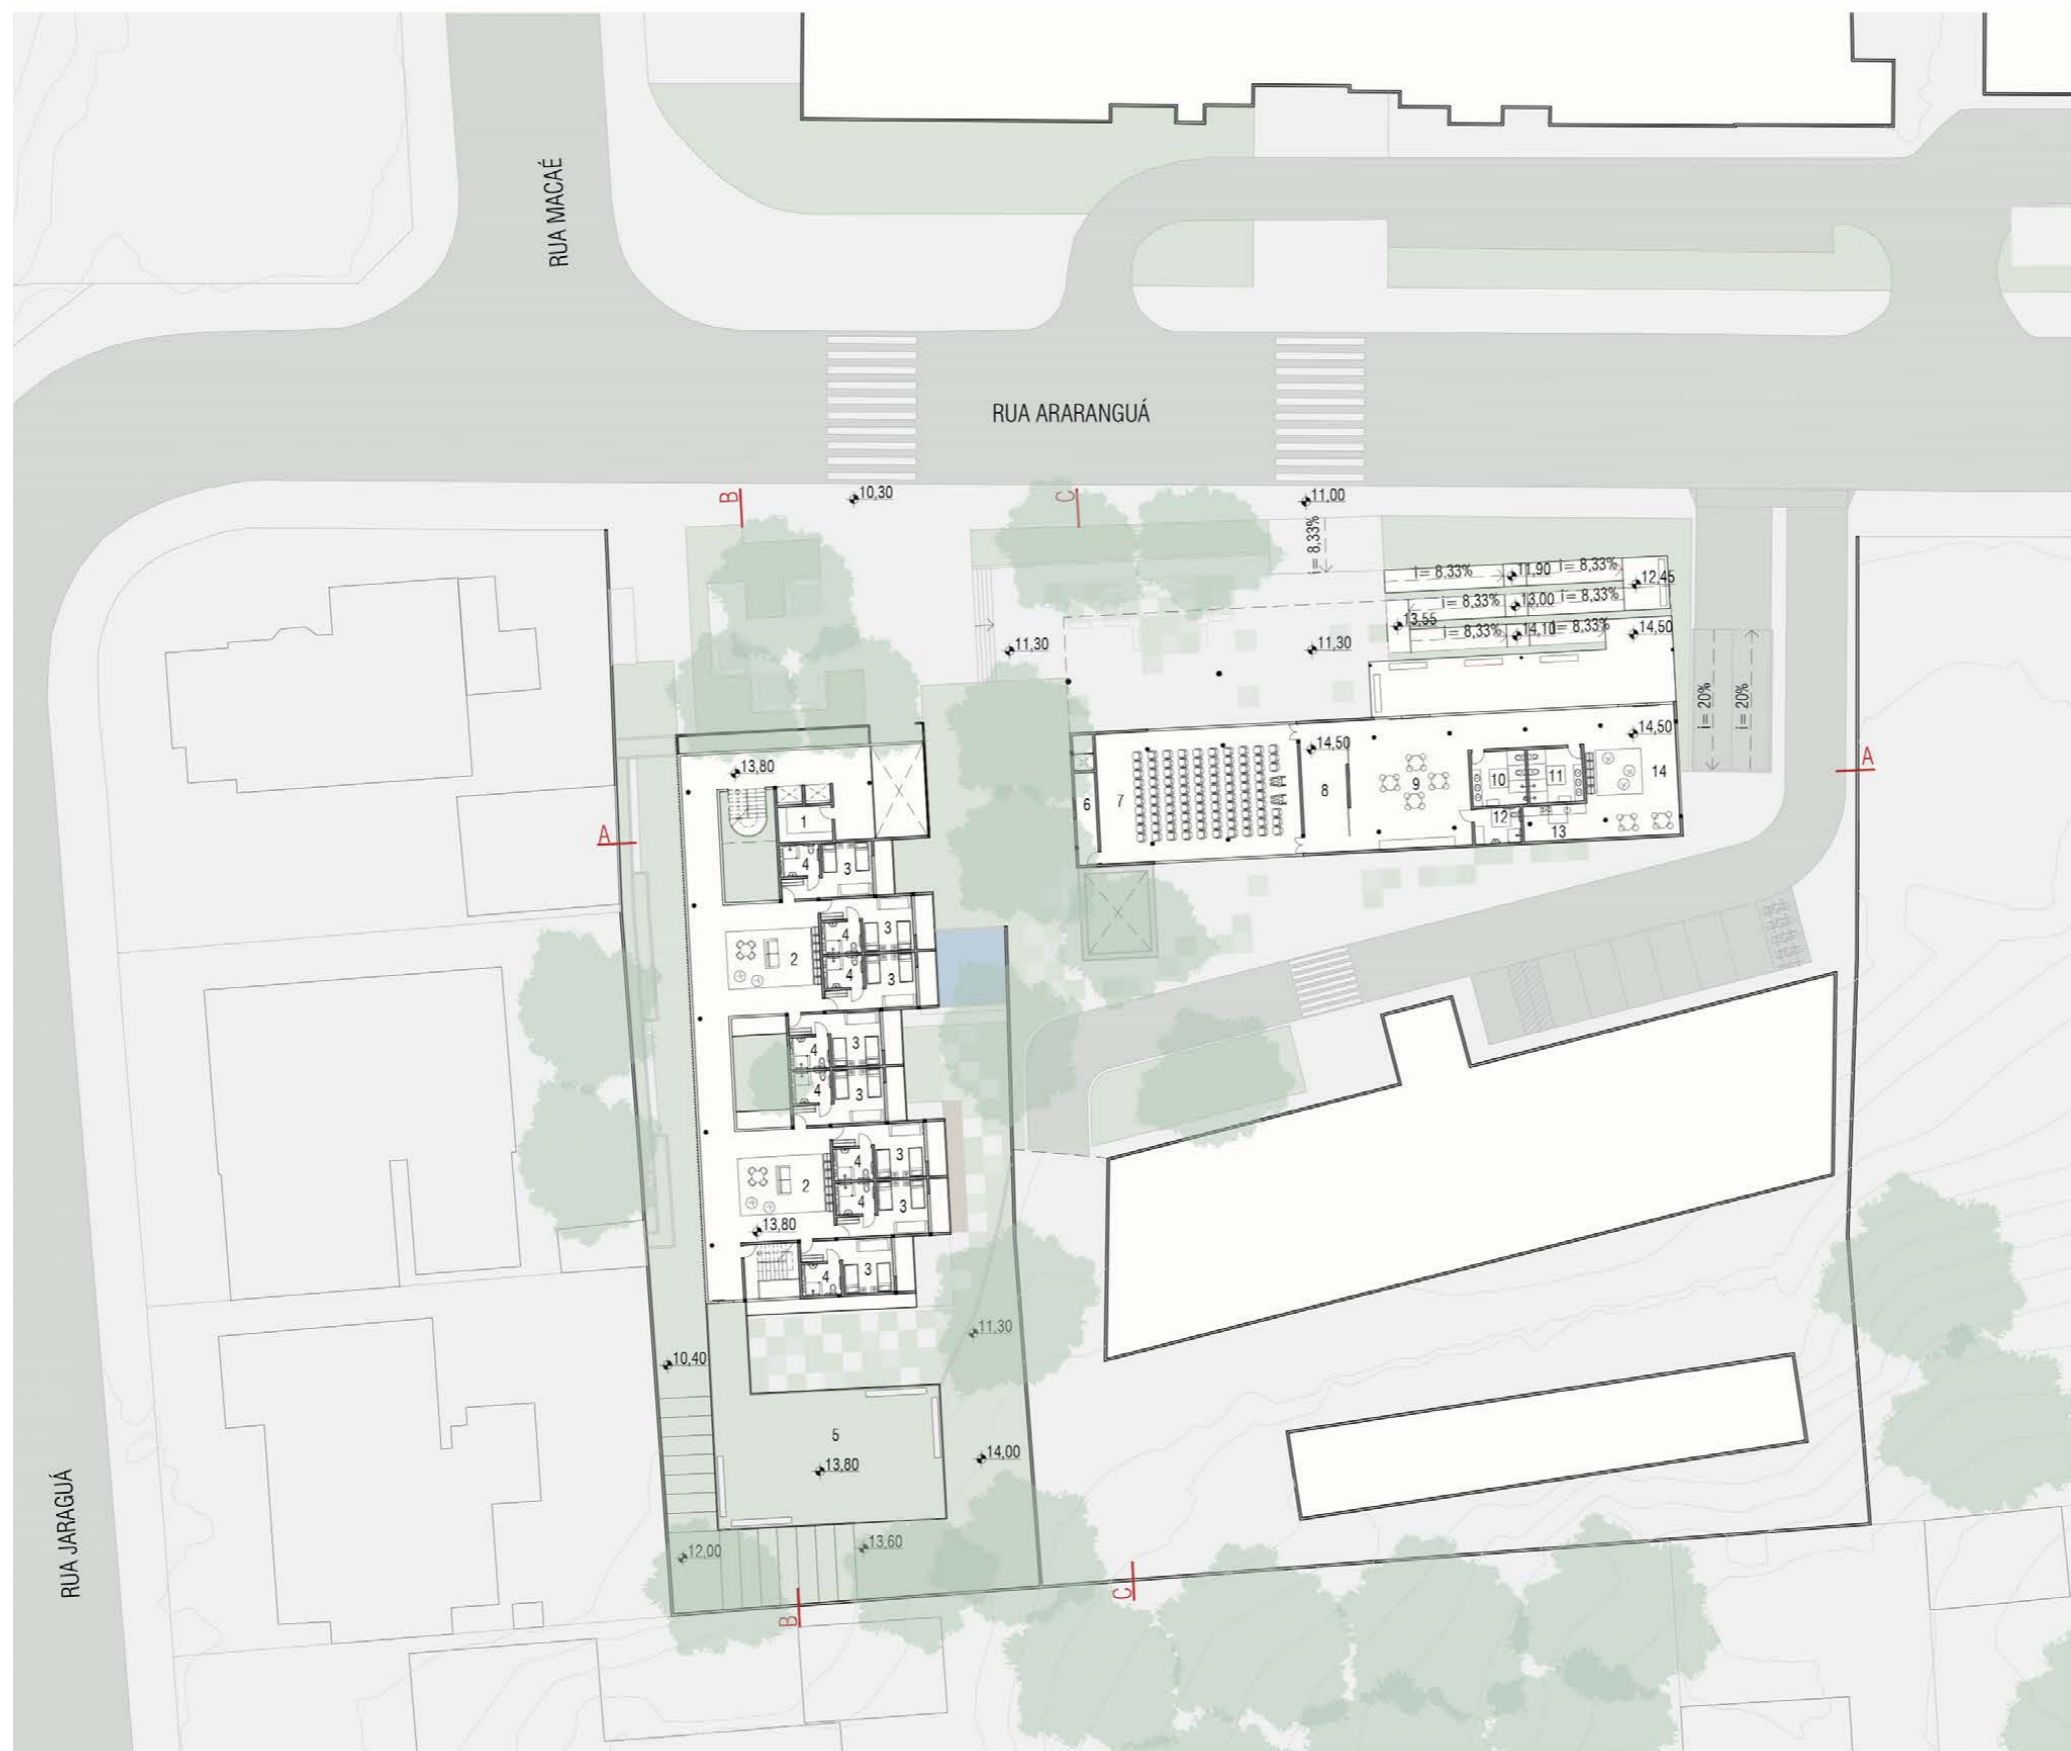 RUA MACAÉ
RUA ARARANGUÁ
B
10,30
C
11,00
i= 8,33%
i= 8,33%
11,90
i= 8,33%
12,45
i= 8,33%
13,00
i= 8,33%
13,55
i= 8,33%
14,10
i= 8,33%
14,50
11,30
11,30
i= 20%
i= 20%
14,50
14,50
13,80
A
A
1
6
7
8
9
10
11
12
13
14
4
3
2
4
3
4
3
4
3
4
3
2
4
3
4
3
13,80
4
3
11,30
10,40
5
13,80
14,00
12,00
13,60
B
C
RUA JARAGUÁ